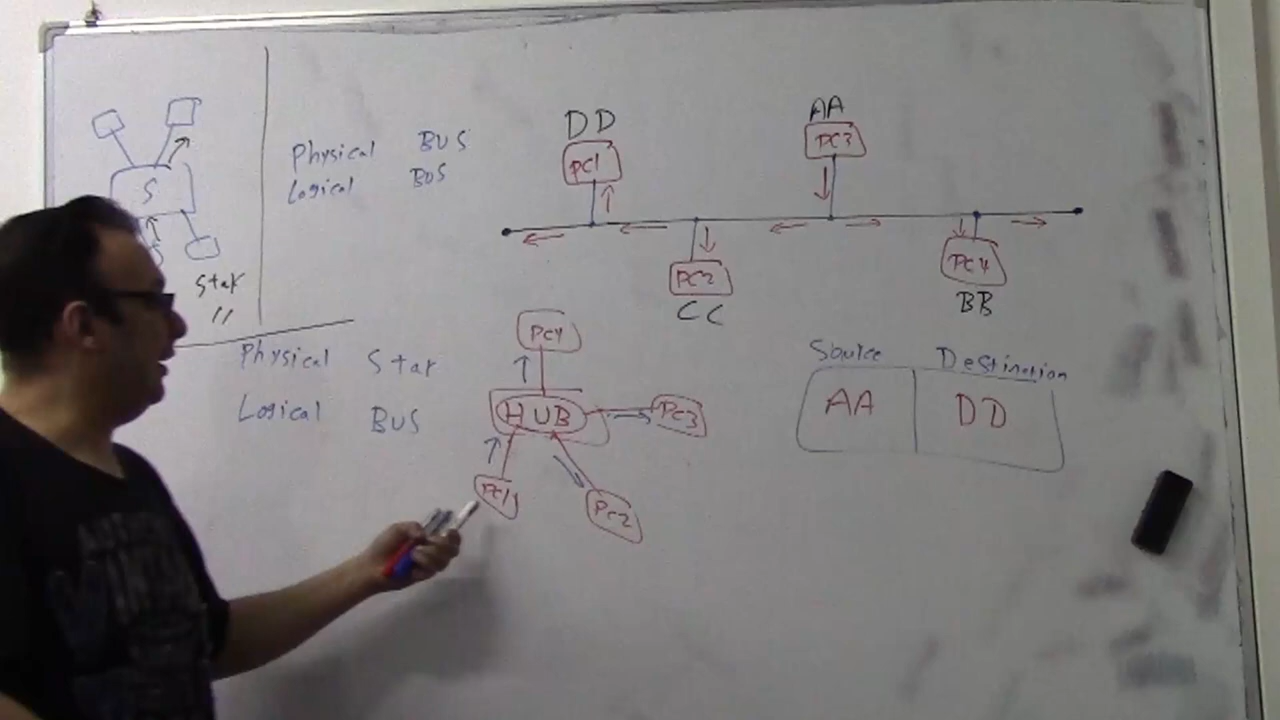 S
Star
//
Physical BUS
Logical BUS
DD
PC1
AA
PC3
PC2
CC
PC4
BB
Physical Star
Logical BUS
PC4
HUB
PC3
PC1
PC2
Source Destination
AA DD